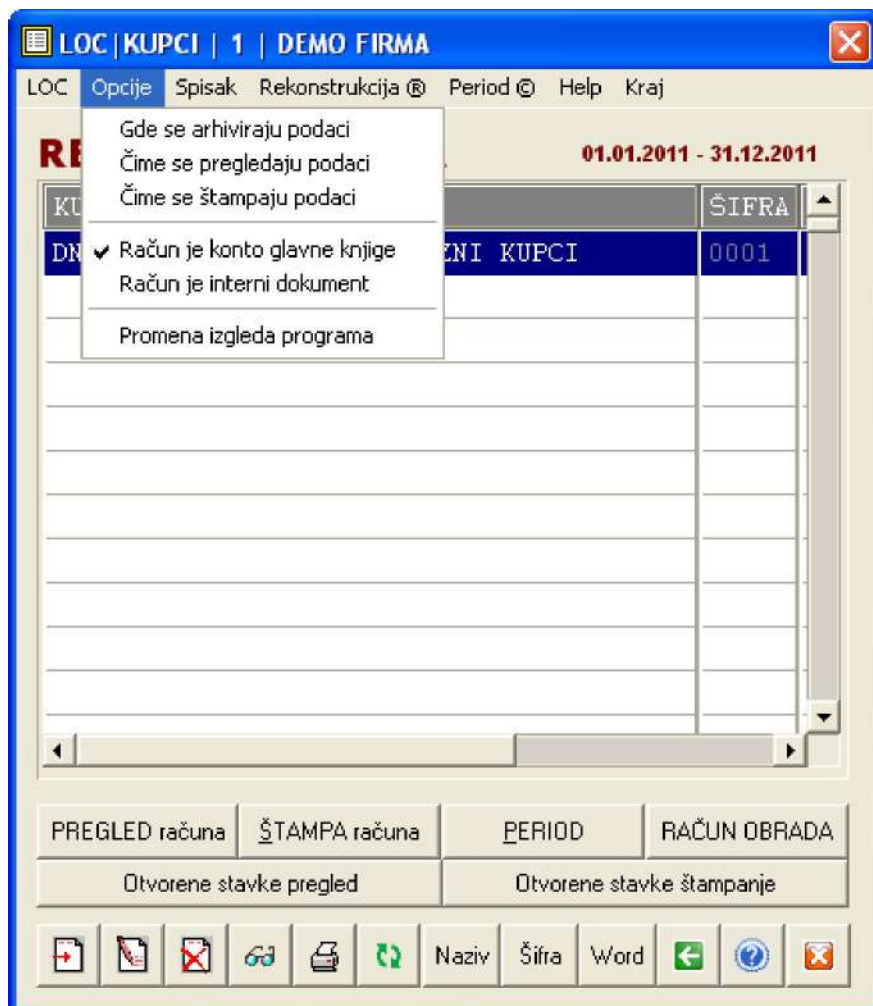 LOC | KUPCI | 1 | DEMO FIRMA
LOC Opcije Spisak Rekonstrukcija ® Period © Help Kraj
Gde se arhiviraju podaci
Čime se pregledaju podaci
Čime se štampaju podaci
Račun je konto glavne knjige
Račun je interni dokument
Promena izgleda programa
01.01.2011 - 31.12.2011
ŠIFRA
KUPCI 0001
PREGLED računa ŠTAMPA računa PERIOD RAČUN OBRADA
Otvorene stavke pregled Otvorene stavke štampanje
Naziv Šifra Word